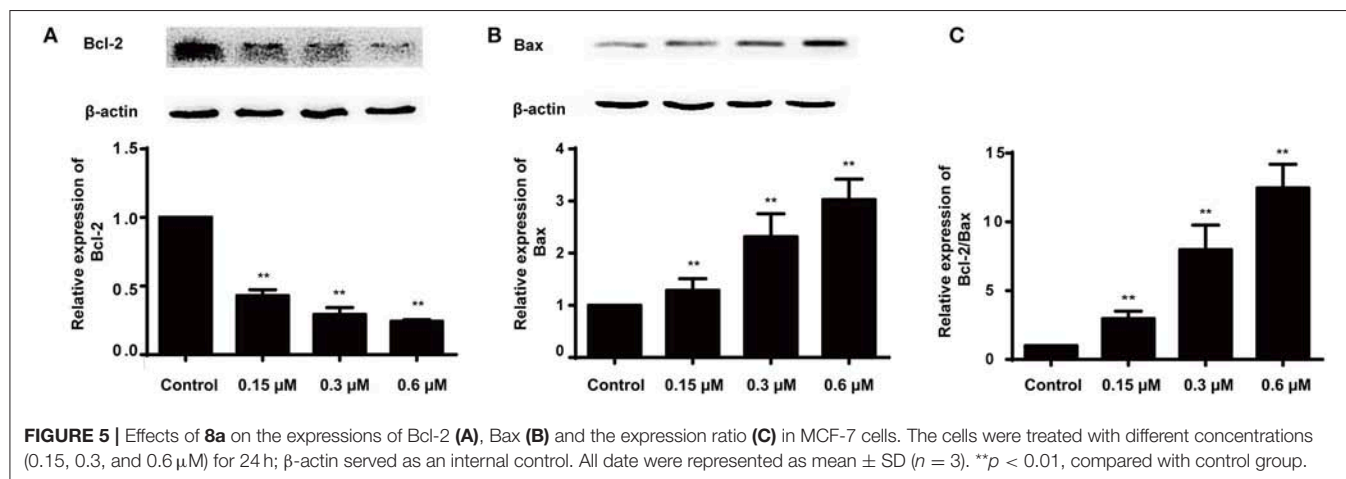 A
Bcl-2
β-actin
Relative expression of
Bcl-2
1.5
1.0
0.5
0.0
Control 0.15 µM 0.3 µM 0.6 µM
** ** **
B
Bax
β-actin
Relative expression of
Bax
4
3
2
1
0
Control 0.15 µM 0.3 µM 0.6 µM
** ** **
C
Relative expression of
Bcl-2/Bax
15
10
5
0
Control 0.15 µM 0.3 µM 0.6 µM
** ** **
FIGURE 5 | Effects of 8a on the expressions of Bcl-2 (A), Bax (B) and the expression ratio (C) in MCF-7 cells. The cells were treated with different concentrations
(0.15, 0.3, and 0.6 µM) for 24 h; β-actin served as an internal control. All date were represented as mean ± SD (n = 3). **p < 0.01, compared with control group.